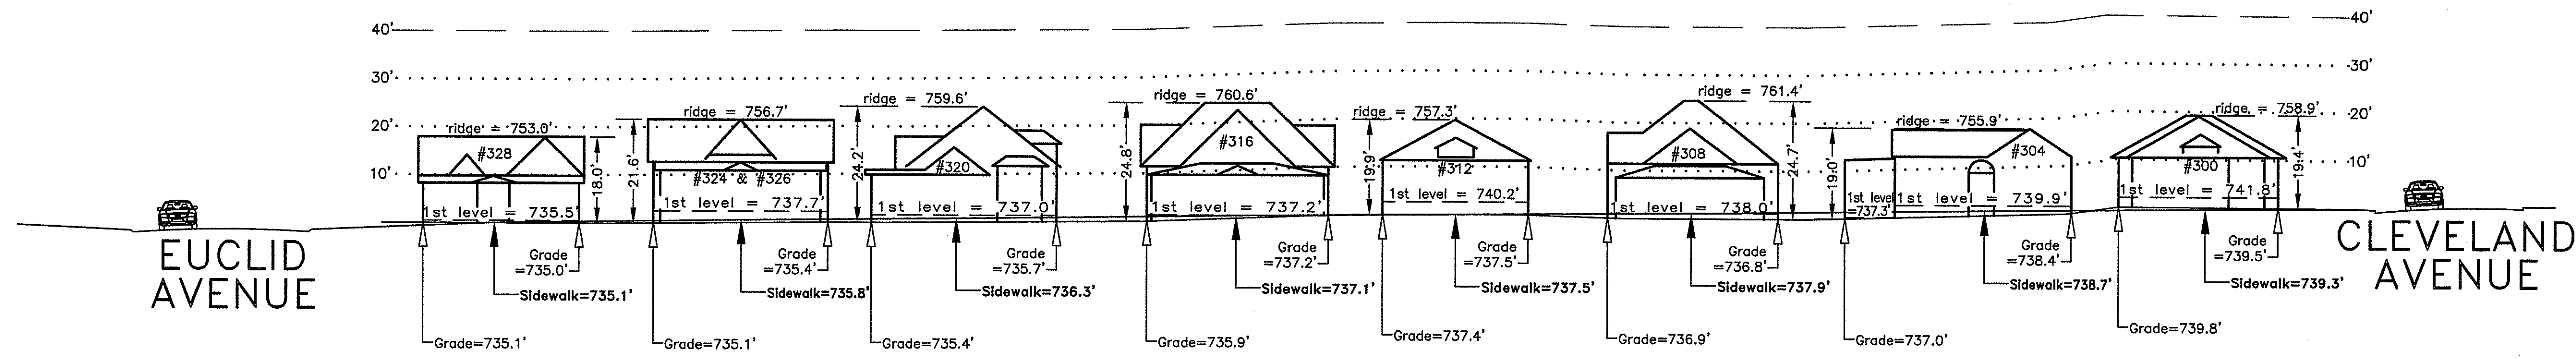 40'
40'
30'
30'
20'
20'
10'
10'
EUCLID
AVENUE
ridge = 753.0'
#328
18.0'
1st level = 735.5'
Grade
=735.0'
Sidewalk=735.1'
Grade=735.1'
ridge = 756.7'
21.6'
#324 & #326
1st level = 737.7'
Grade
=735.4'
Sidewalk=735.8'
Grade=735.1'
ridge = 759.6'
24.2'
#320
1st level = 737.0'
Grade
=735.7'
Sidewalk=736.3'
Grade=735.4'
ridge = 760.6'
24.8'
#316
1st level = 737.2'
Grade
=737.2'
Sidewalk=737.1'
Grade=735.9'
ridge = 757.3'
19.9'
#312
1st level = 740.2'
Grade
=737.5'
Sidewalk=737.5'
Grade=737.4'
ridge = 761.4'
24.7'
#308
1st level = 738.0'
Grade
=736.8'
Sidewalk=737.9'
Grade=736.9'
ridge = 755.9'
19.0'
#304
1st level
=737.3'
1st level = 739.9'
Grade
=738.4'
Sidewalk=738.7'
Grade=737.0'
ridge = 758.9'
19.4'
#300
1st level = 741.8'
Grade
=739.5'
Sidewalk=739.3'
Grade=739.8'
CLEVELAND
AVENUE